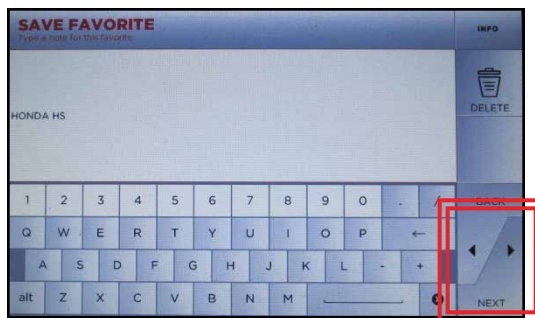 SAVE FAVORITE
INFO
Type a note for this favorite.
DELETE
HONDA HS
1 2 3 4 5 6 7 8 9 0 . /
BACK
Q W E R T Y U I O P ←
A S D F G H J K L - +
alt Z X C V B N M
NEXT